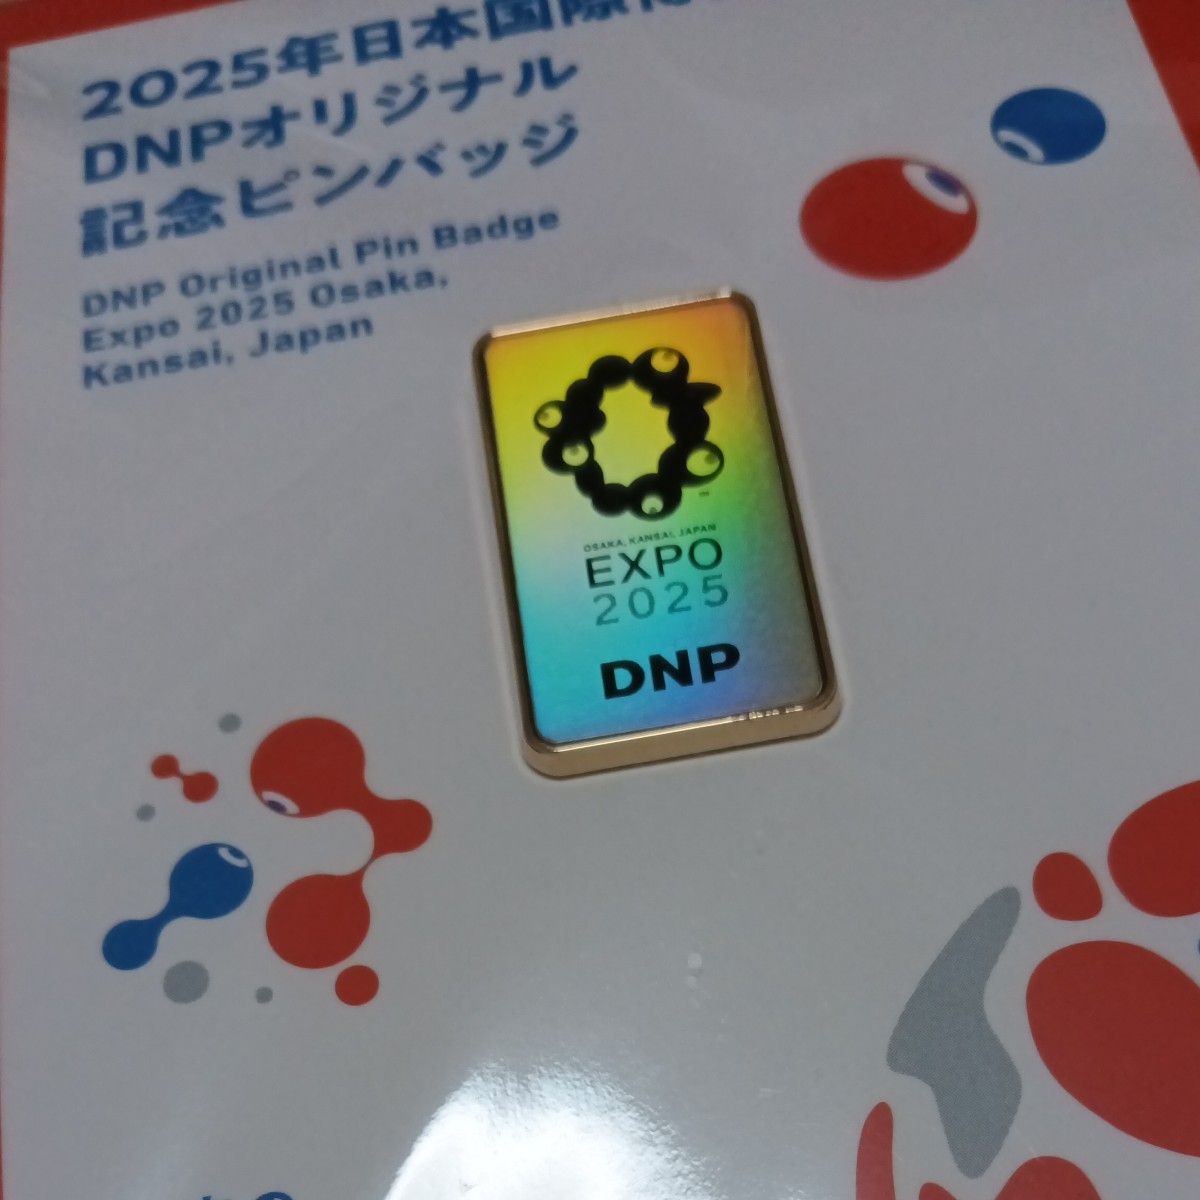 2025年日本国際
DNPオリジナル
記念ピンバッジ
DNP Original Pin Badge
Expo 2025 Osaka,
Kansai, Japan
™
OSAKA, KANSAI, JAPAN
EXPO
2025
DNP